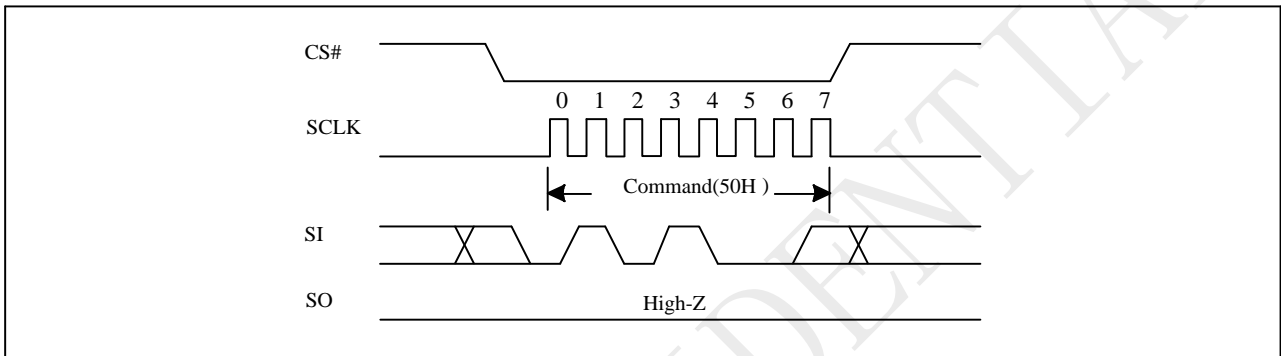 CS#
0 1 2 3 4 5 6 7
SCLK
Command(50H )
SI
SO
High-Z